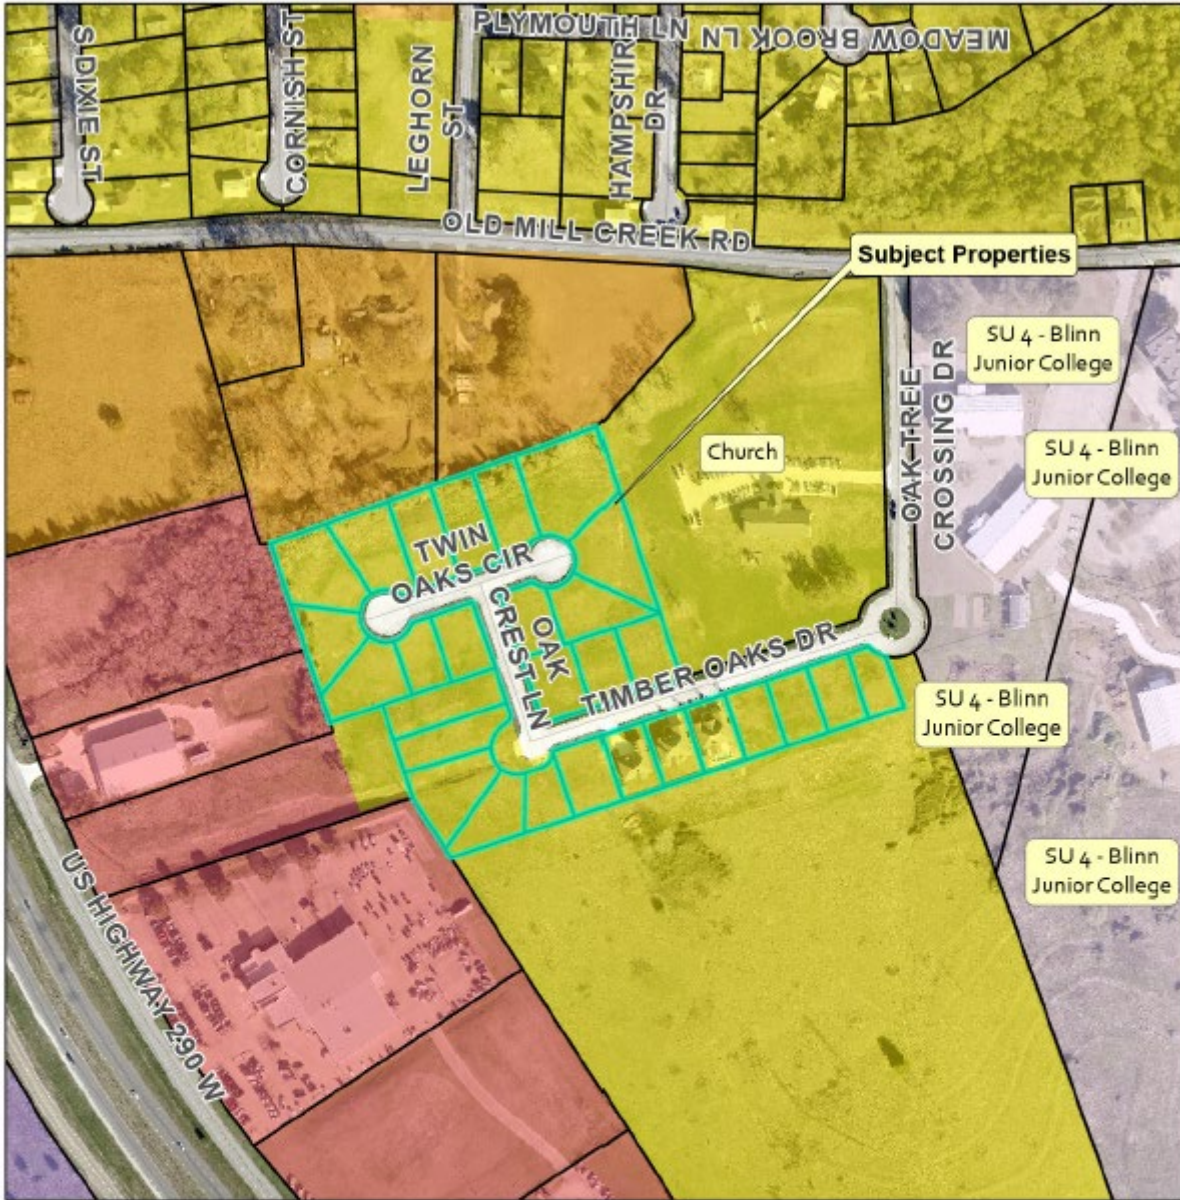 PLYMOUTH LN
MEADOW BROOK LN
S DIXIE ST
CORNISH ST
LEGHORN
ST
HAMPSHIRE
DR
OLD MILL CREEK RD
Subject Properties
SU 4 - Blinn
Junior College
OAK TREE
CROSSING DR
Church
SU 4 - Blinn
Junior College
TWIN
OAKS CIR
OAK
CREST LN
TIMBER OAKS DR
SU 4 - Blinn
Junior College
SU 4 - Blinn
Junior College
US HIGHWAY 290 W